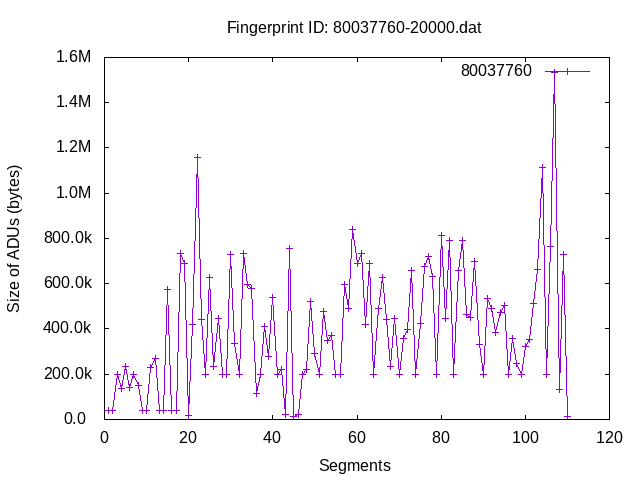 Fingerprint ID: 80037760-20000.dat
80037760
1.6M
1.4M
1.2M
1.0M
800.0k
600.0k
400.0k
200.0k
0.0
Size of ADUs (bytes)
0 20 40 60 80 100 120
Segments